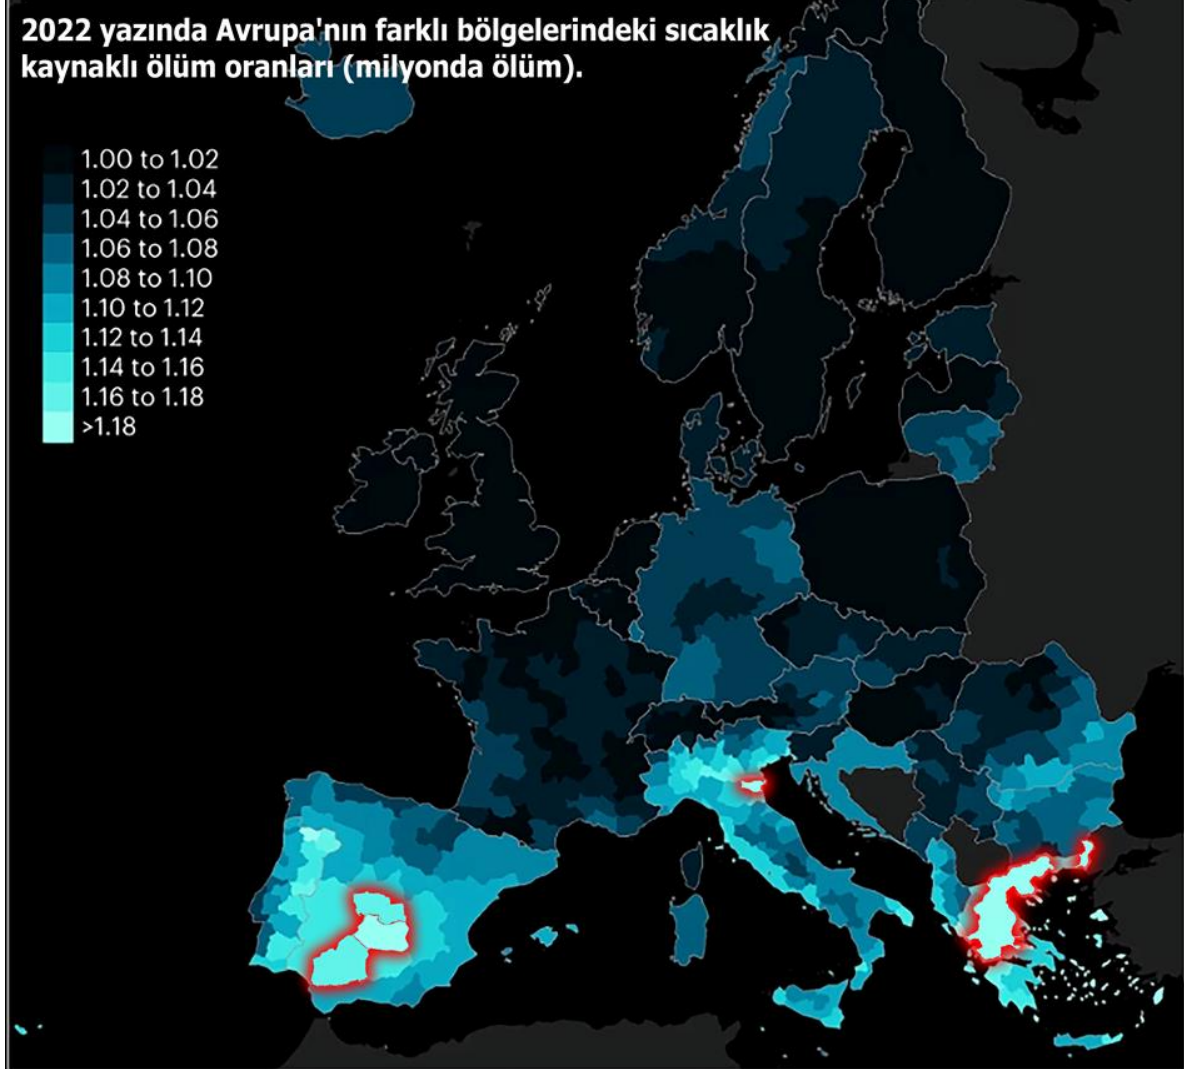 2022 yazında Avrupa'nın farklı bölgelerindeki sıcaklık
kaynaklı ölüm oranları (milyonda ölüm).
1.00 to 1.02
1.02 to 1.04
1.04 to 1.06
1.06 to 1.08
1.08 to 1.10
1.10 to 1.12
1.12 to 1.14
1.14 to 1.16
1.16 to 1.18
>1.18